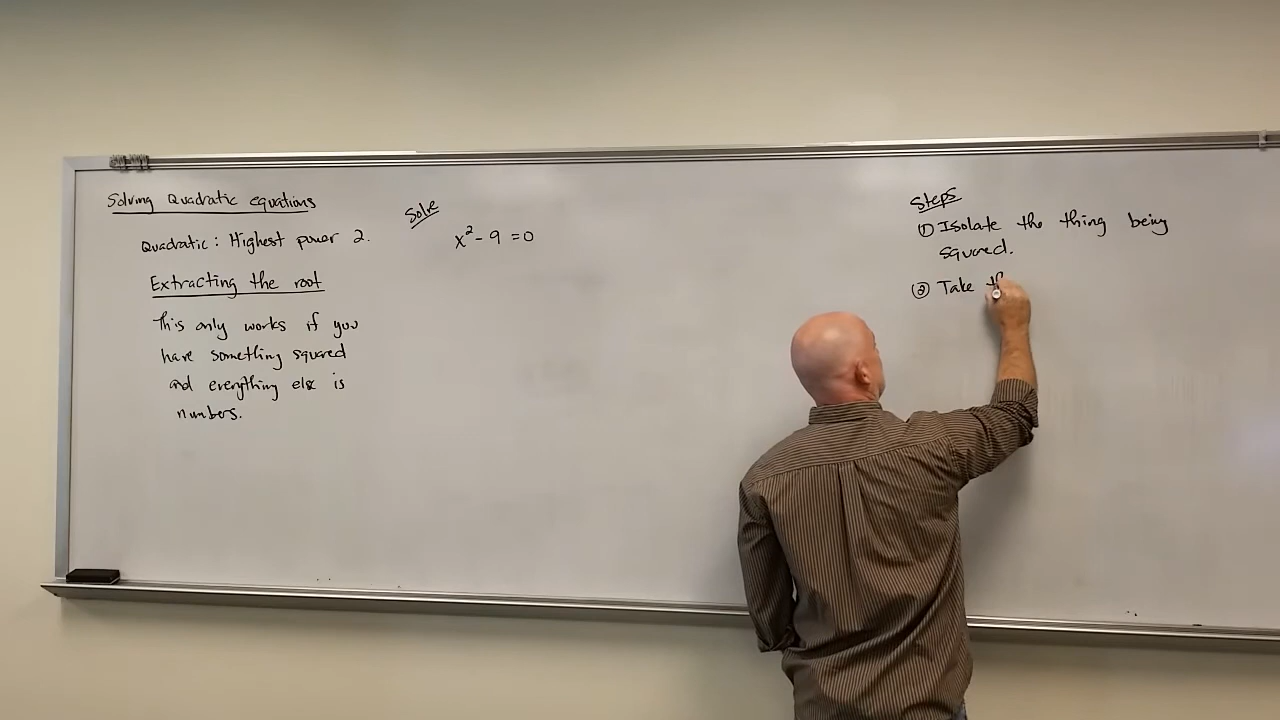 Solving Quadratic equations
Quadratic: Highest power 2.
Extracting the root
This only works if you
have something squared
and everything else is
numbers.
Solve
x² - 9 = 0
Steps
① Isolate the thing being
squared.
② Take